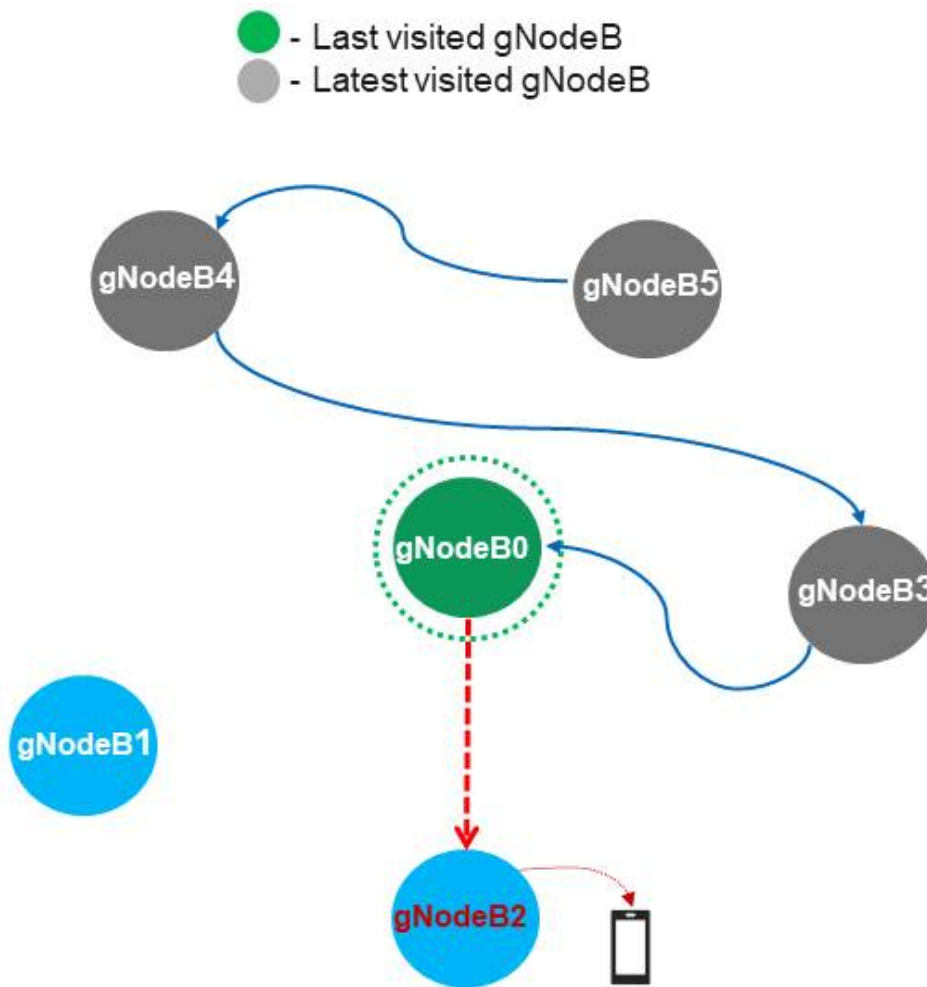 - Last visited gNodeB
- Latest visited gNodeB
gNodeB4
gNodeB5
gNodeB0
gNodeB3
gNodeB1
gNodeB2